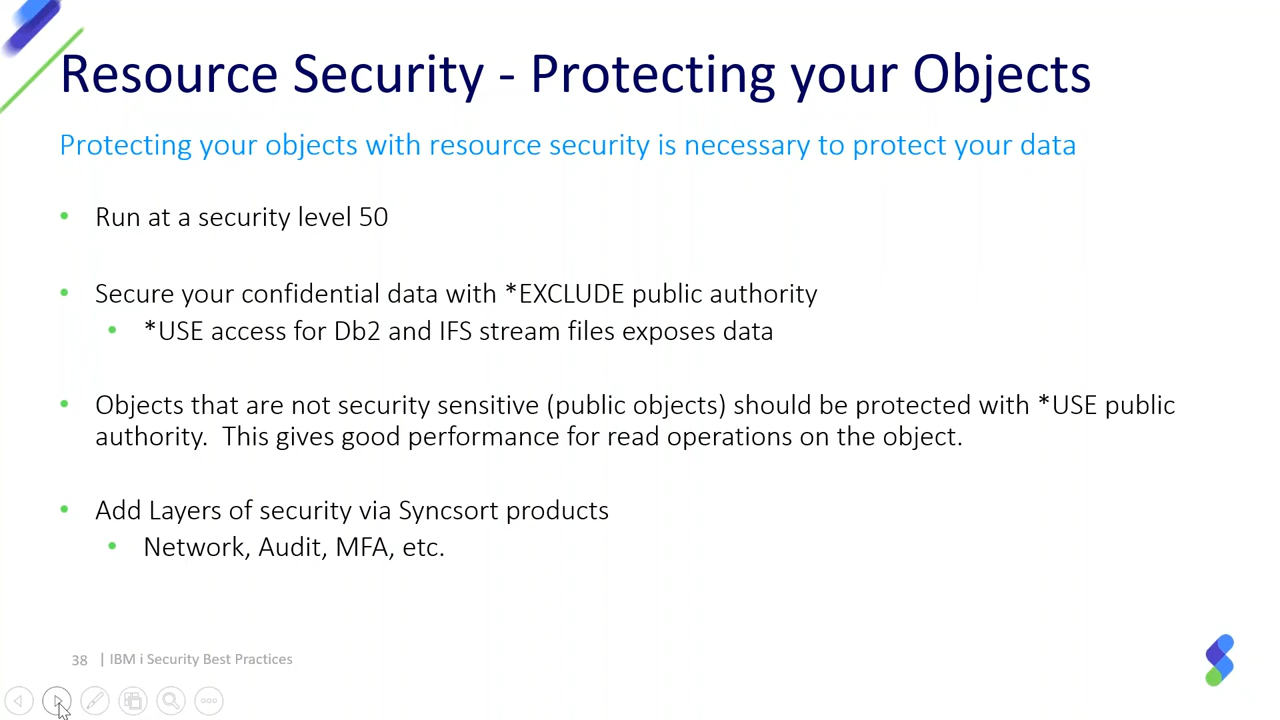 Resource Security - Protecting your Objects
Protecting your objects with resource security is necessary to protect your data
• Run at a security level 50
• Secure your confidential data with *EXCLUDE public authority
• *USE access for Db2 and IFS stream files exposes data
• Objects that are not security sensitive (public objects) should be protected with *USE public
authority.  This gives good performance for read operations on the object.
• Add Layers of security via Syncsort products
• Network, Audit, MFA, etc.
38 | IBM i Security Best Practices